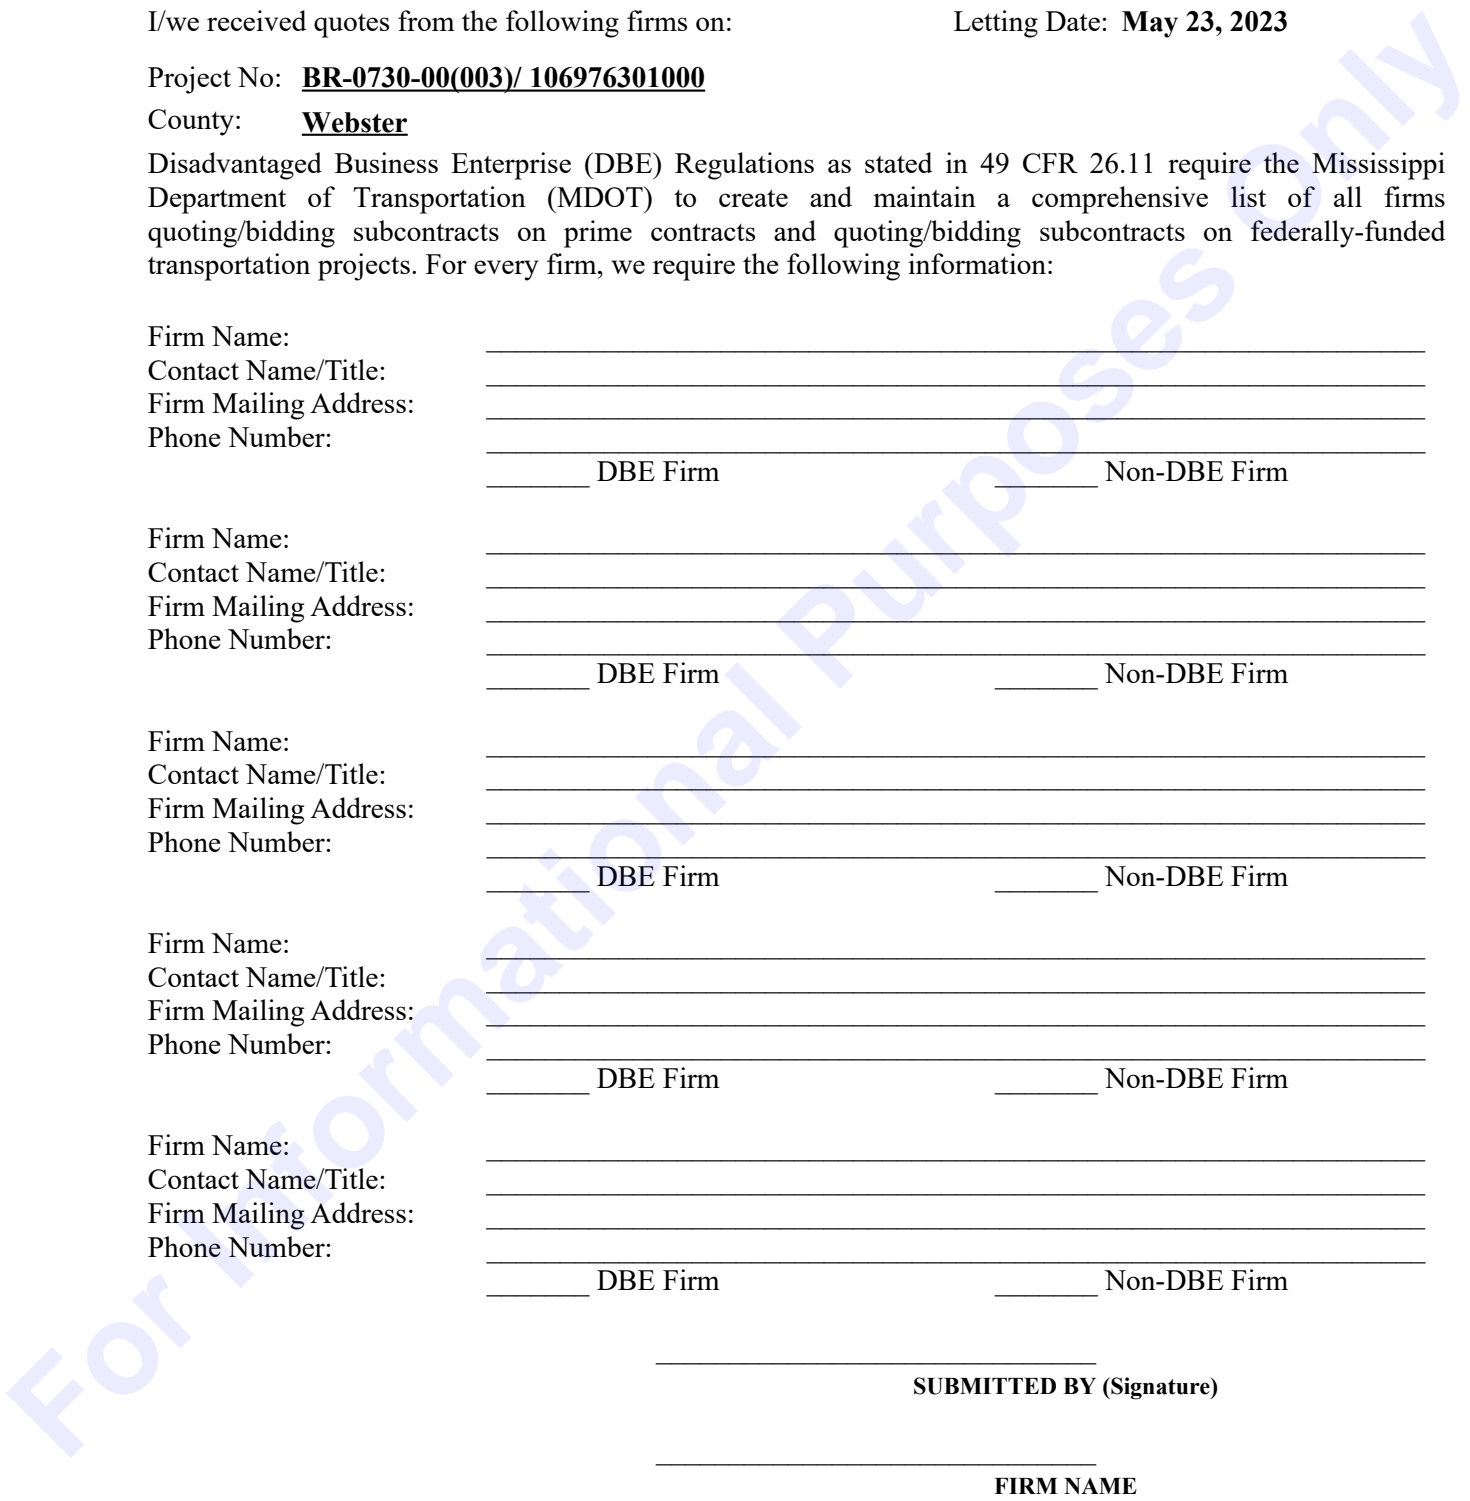 I/we received quotes from the following firms on: Letting Date: May 23, 2023
Project No: BR-0730-00(003)/ 106976301000
County: Webster
Disadvantaged Business Enterprise (DBE) Regulations as stated in 49 CFR 26.11 require the Mississippi
Department of Transportation (MDOT) to create and maintain a comprehensive list of all firms
quoting/bidding subcontracts on prime contracts and quoting/bidding subcontracts on federally-funded
transportation projects. For every firm, we require the following information:
Firm Name:
Contact Name/Title:
Firm Mailing Address:
Phone Number:
DBE Firm Non-DBE Firm
Firm Name:
Contact Name/Title:
Firm Mailing Address:
Phone Number:
DBE Firm Non-DBE Firm
Firm Name:
Contact Name/Title:
Firm Mailing Address:
Phone Number:
DBE Firm Non-DBE Firm
Firm Name:
Contact Name/Title:
Firm Mailing Address:
Phone Number:
DBE Firm Non-DBE Firm
Firm Name:
Contact Name/Title:
Firm Mailing Address:
Phone Number:
DBE Firm Non-DBE Firm
SUBMITTED BY (Signature)
FIRM NAME
For Informational Purposes Only